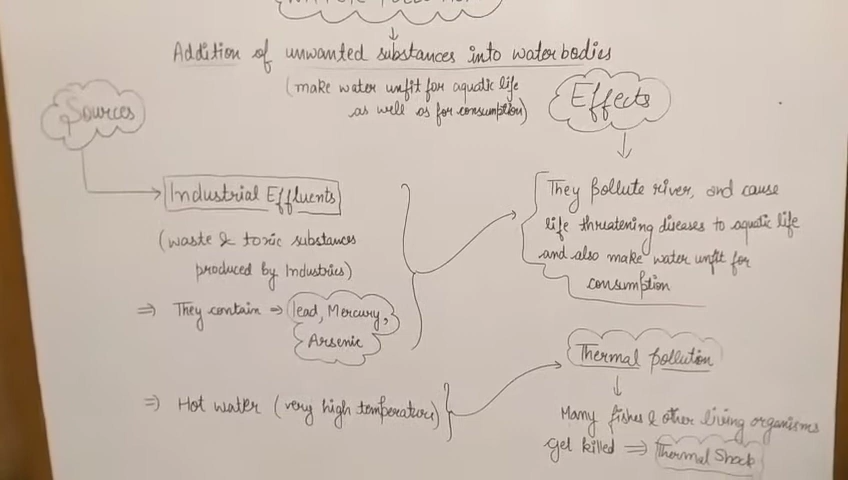 Addition of unwanted substances into waterbodies
(make water unfit for aquatic life
as well as for consumption)
Sources
Effects
Industrial Effluents
(waste & toxic substances
produced by Industries)
⇒ They contain ⇒ lead, Mercury,
Arsenic
They pollute river, and cause
life threatening diseases to aquatic life
and also make water unfit for
consumption
⇒ Hot water (very high temperature)
Thermal pollution
Many fishes & other living organisms
get killed ⇒ Thermal Shock